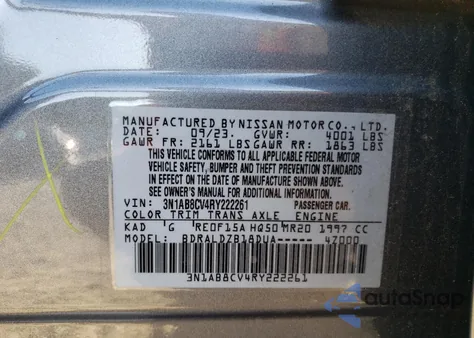 MANUFACTURED BY NISSAN MOTOR CO., LTD.
DATE: 09/23. GVWR: 4001 LBS
GAWR FR: 2161 LBS GAWR RR: 1863 LBS
THIS VEHICLE CONFORMS TO ALL APPLICABLE FEDERAL MOTOR
VEHICLE SAFETY, BUMPER AND THEFT PREVENTION STANDARDS
IN EFFECT ON THE DATE OF MANUFACTURE SHOWN ABOVE.
SEE OWNER'S MANUAL FOR ADDITIONAL INFORMATION.
VIN: 3N1AB8CV4RY222261 PASSENGER CAR.
COLOR TRIM TRANS AXLE ENGINE
KAD G RE0F15A HQ50 MR20 1997 CC
MODEL: BDRALDZB18DUA----- 47000
3N1AB8CV4RY222261
autoSnap